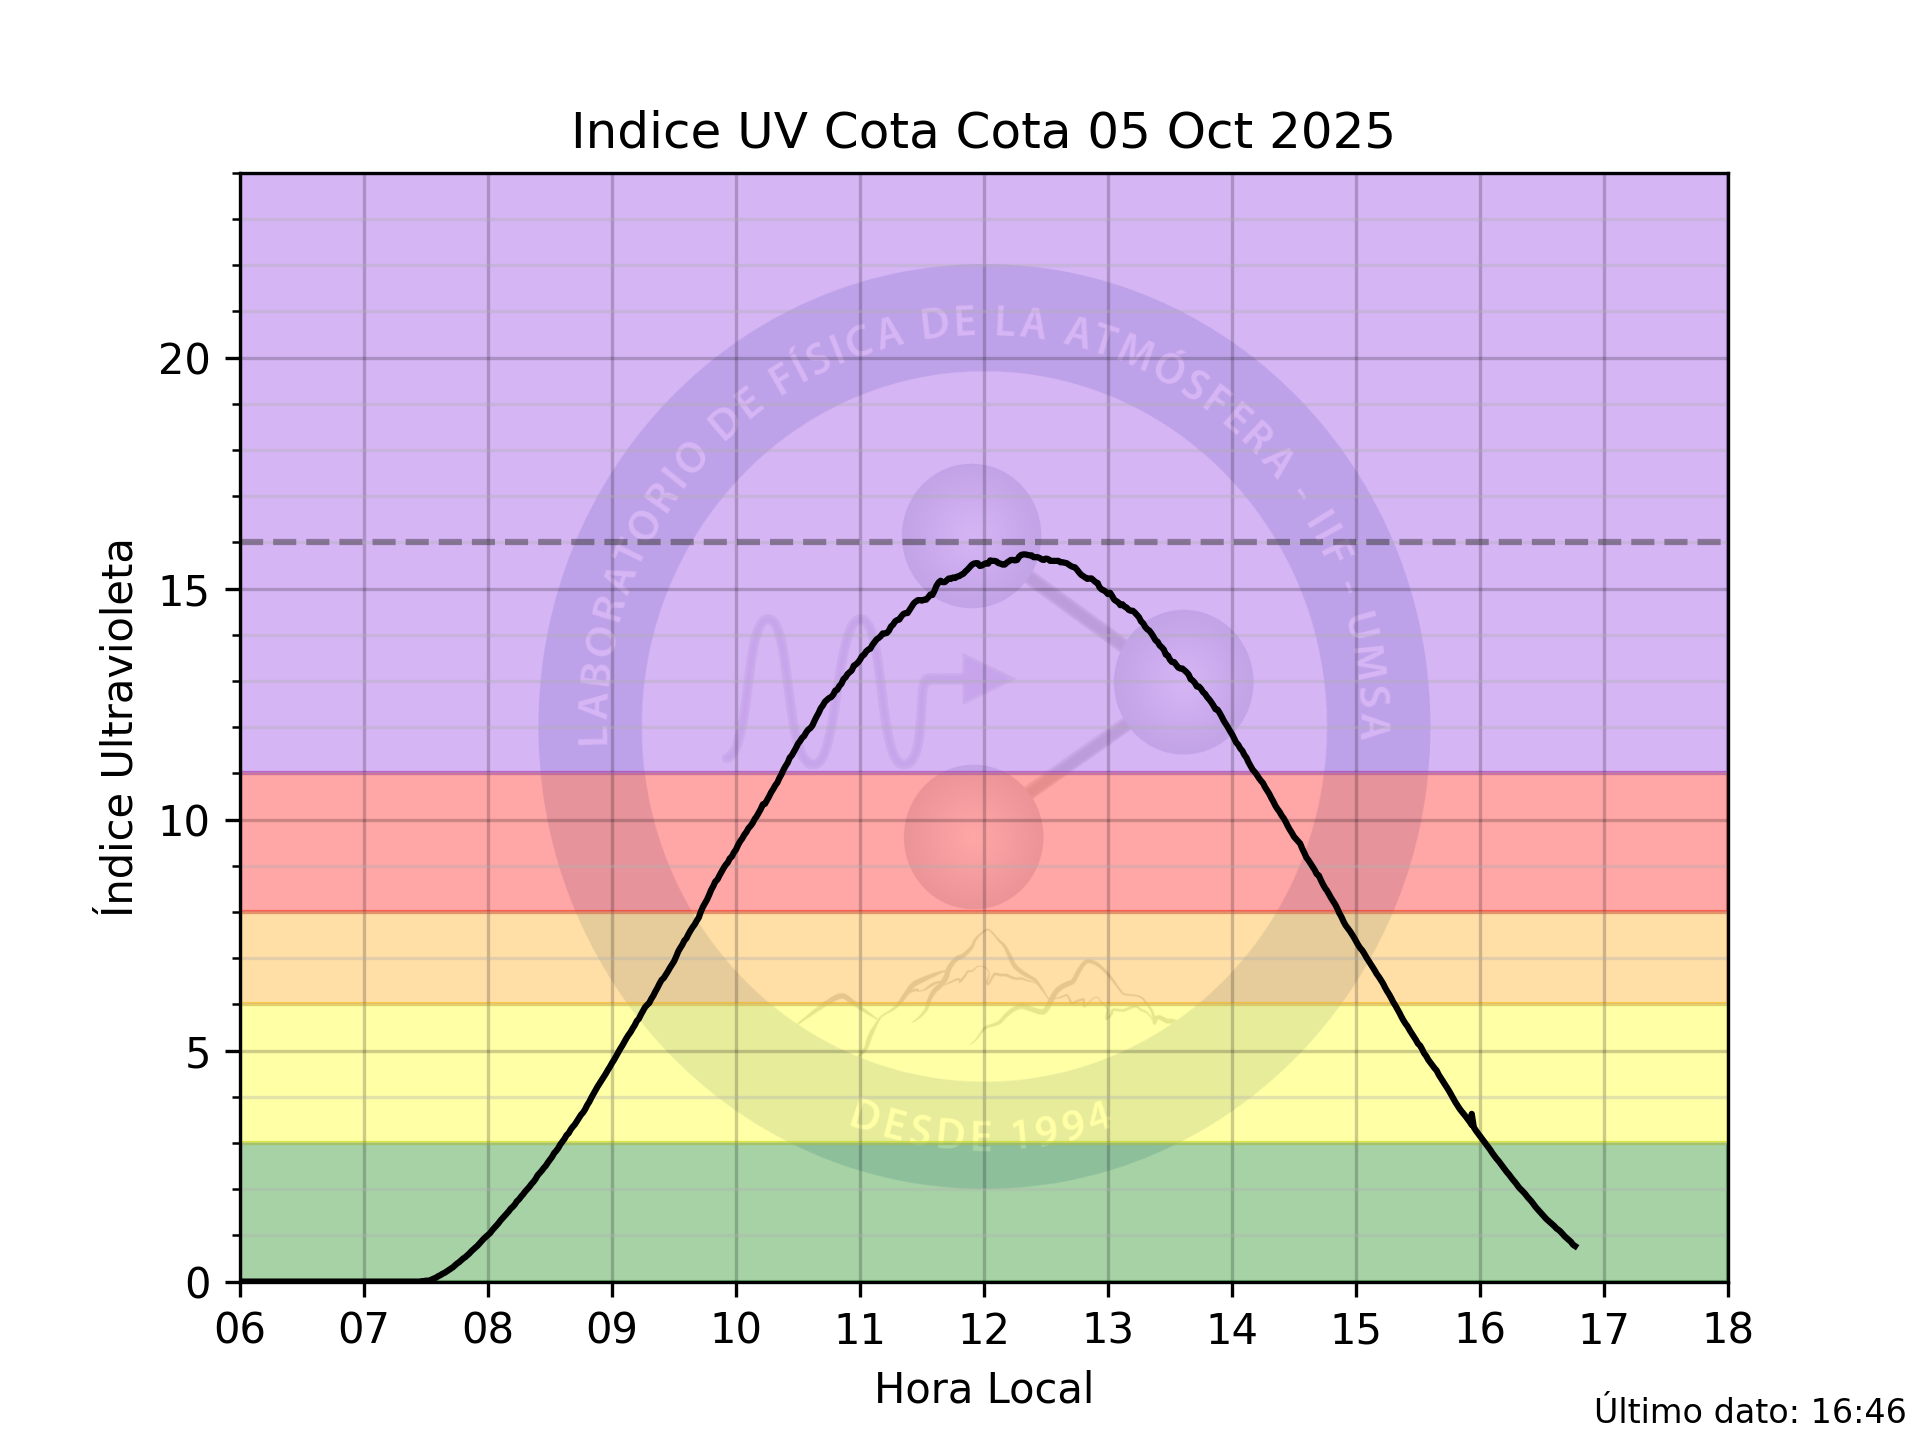 Indice UV Cota Cota 05 Oct 2025
Índice Ultravioleta
20
15
10
5
0
LABORATORIO DE FÍSICA DE LA ATMÓSFERA - IIF - UMSA
DESDE 1994
06 07 08 09 10 11 12 13 14 15 16 17 18
Hora Local
Último dato: 16:46